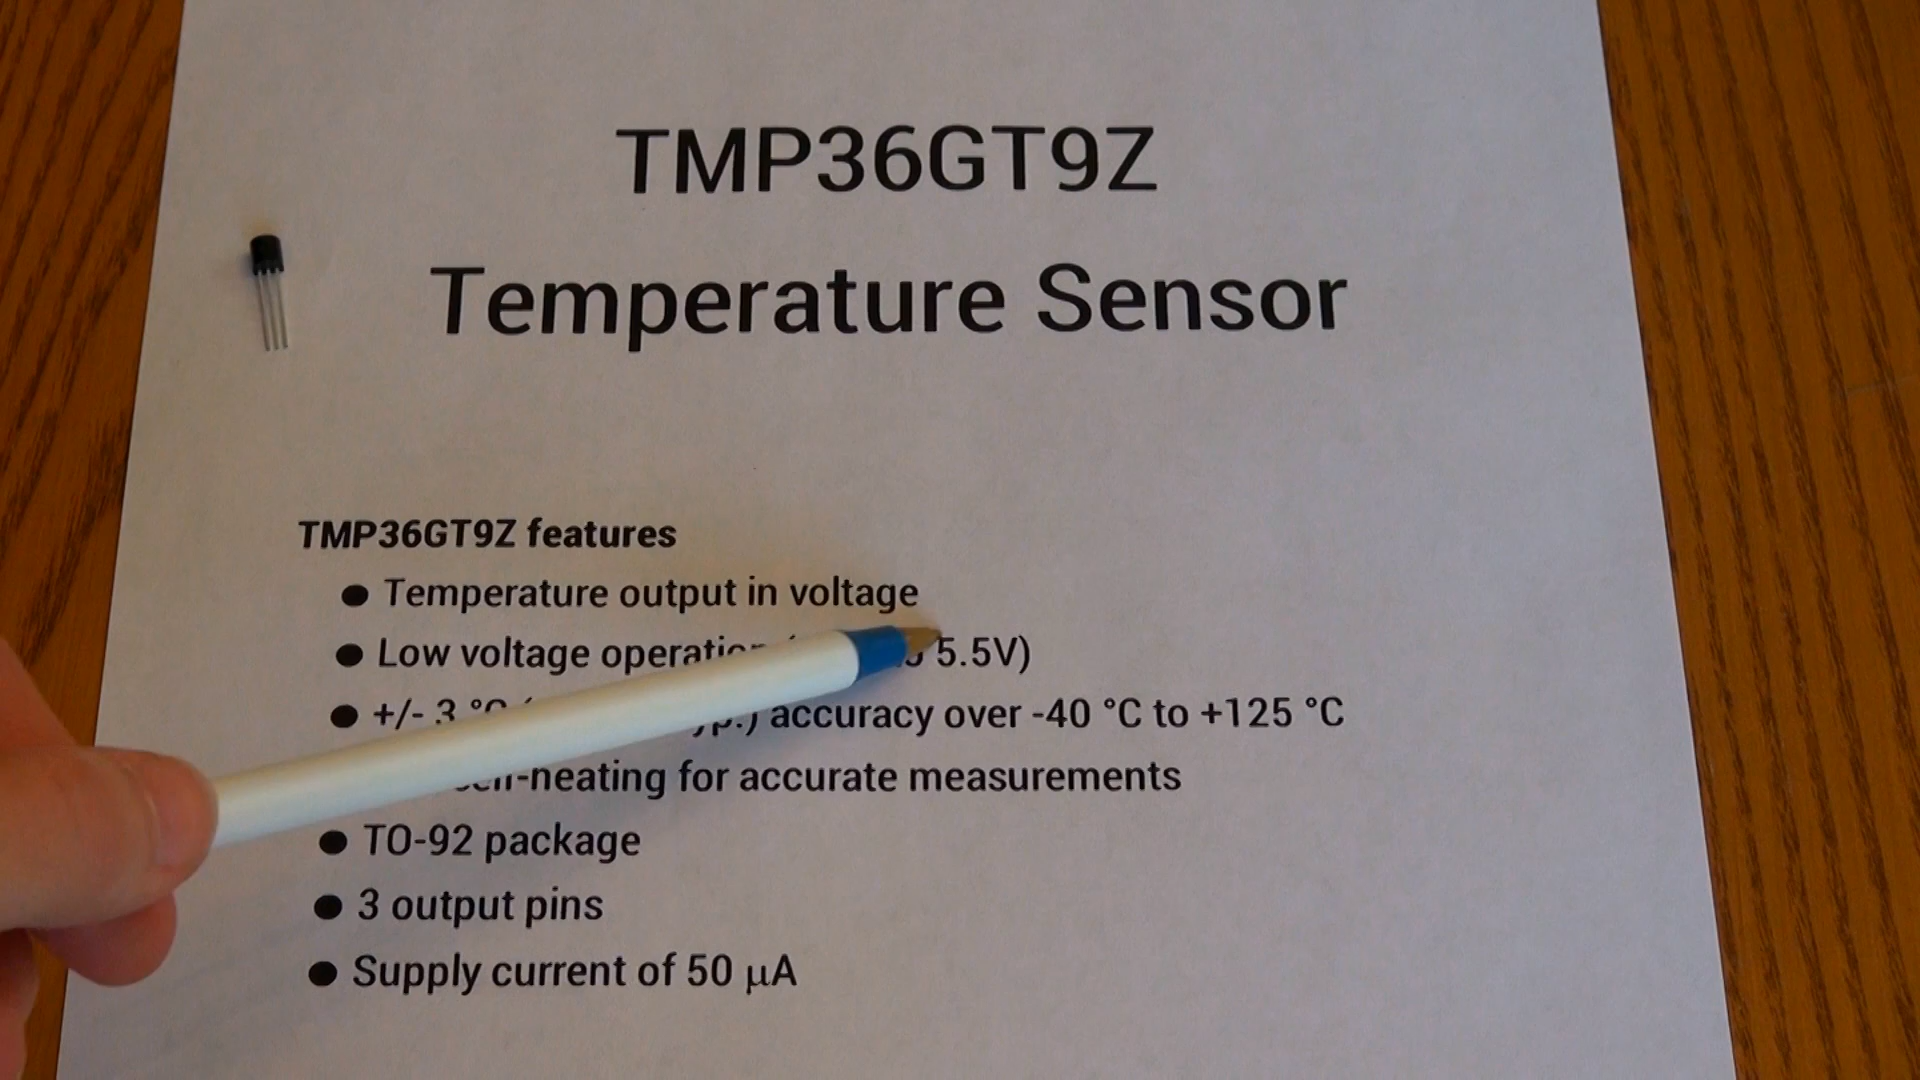 TMP36GT9Z
Temperature Sensor
TMP36GT9Z features
● Temperature output in voltage
● Low voltage operation 5.5V)
● +/- 3 °C accuracy over -40 °C to +125 °C
for accurate measurements
● TO-92 package
● 3 output pins
● Supply current of 50 µA